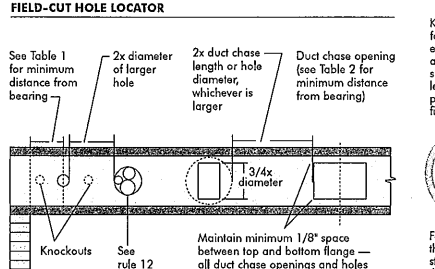 FIELD-CUT HOLE LOCATOR
See Table 1
for minimum
distance from
bearing
2x diameter
of larger
hole
2x duct chase
length or hole
diameter,
whichever is
larger
Duct chase opening
(see Table 2 for
minimum distance
from bearing)
3/4x
diameter
Knockouts
See
rule 12
Maintain minimum 1/8" space
between top and bottom flange —
all duct chase openings and holes